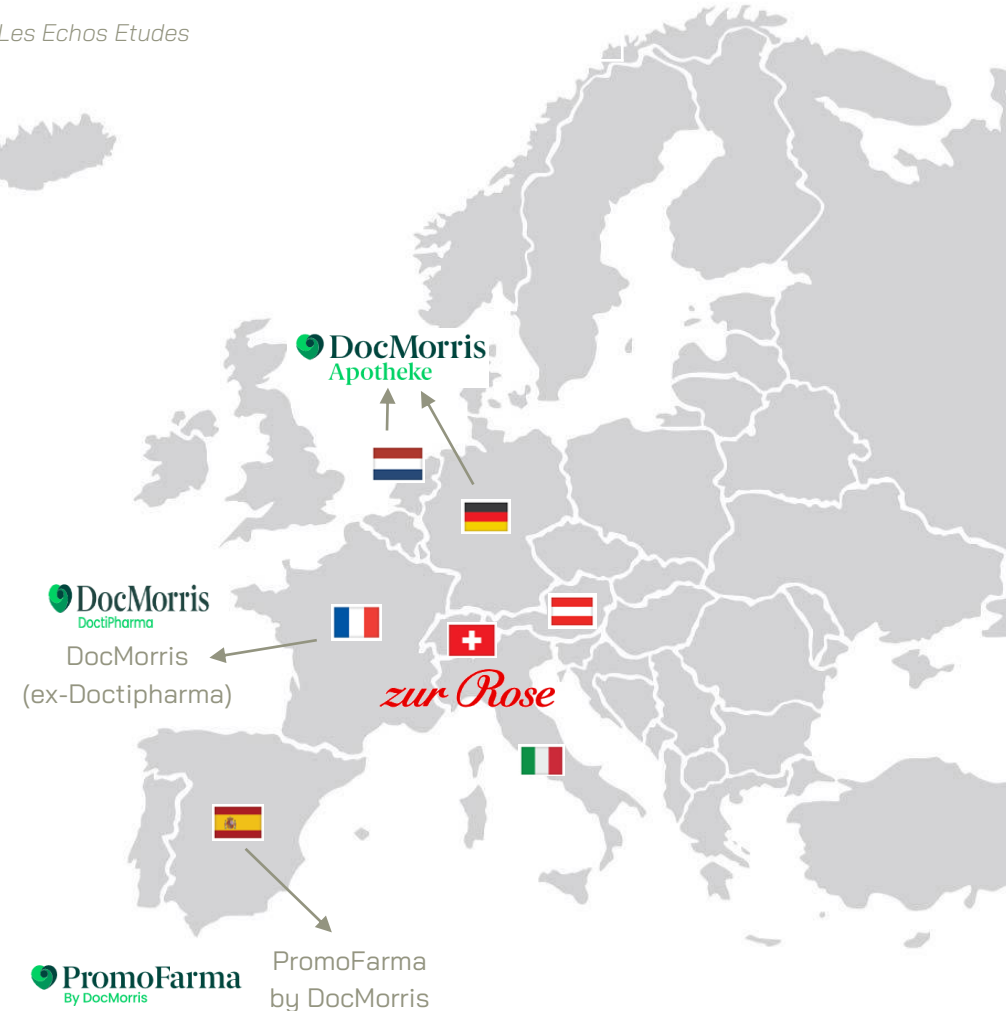 Les Echos Etudes
DocMorris
Apotheke
DocMorris
DoctiPharma
DocMorris
(ex-Doctipharma)
zur Rose
PromoFarma
By DocMorris
PromoFarma
by DocMorris